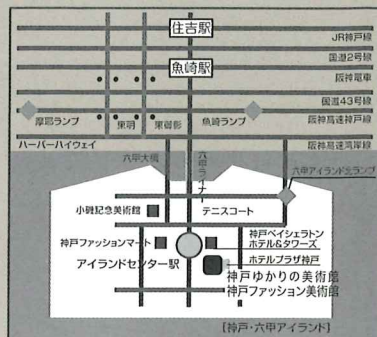 住吉駅
JR神戸線
国道2号線
魚崎駅
阪神電車
国道43号線
摩耶ランプ
東明
東御影
魚崎ランプ
阪神高速神戸線
ハーバーハイウェイ
阪神高速湾岸線
六甲大橋
六甲ライナー
六甲アイランド北ランプ
小磯記念美術館
テニスコート
神戸ファッションマート
神戸ベイシェラトン
ホテル&タワーズ
アイランドセンター駅
ホテルプラザ神戸
神戸ゆかりの美術館
神戸ファッション美術館
[神戸・六甲アイランド]